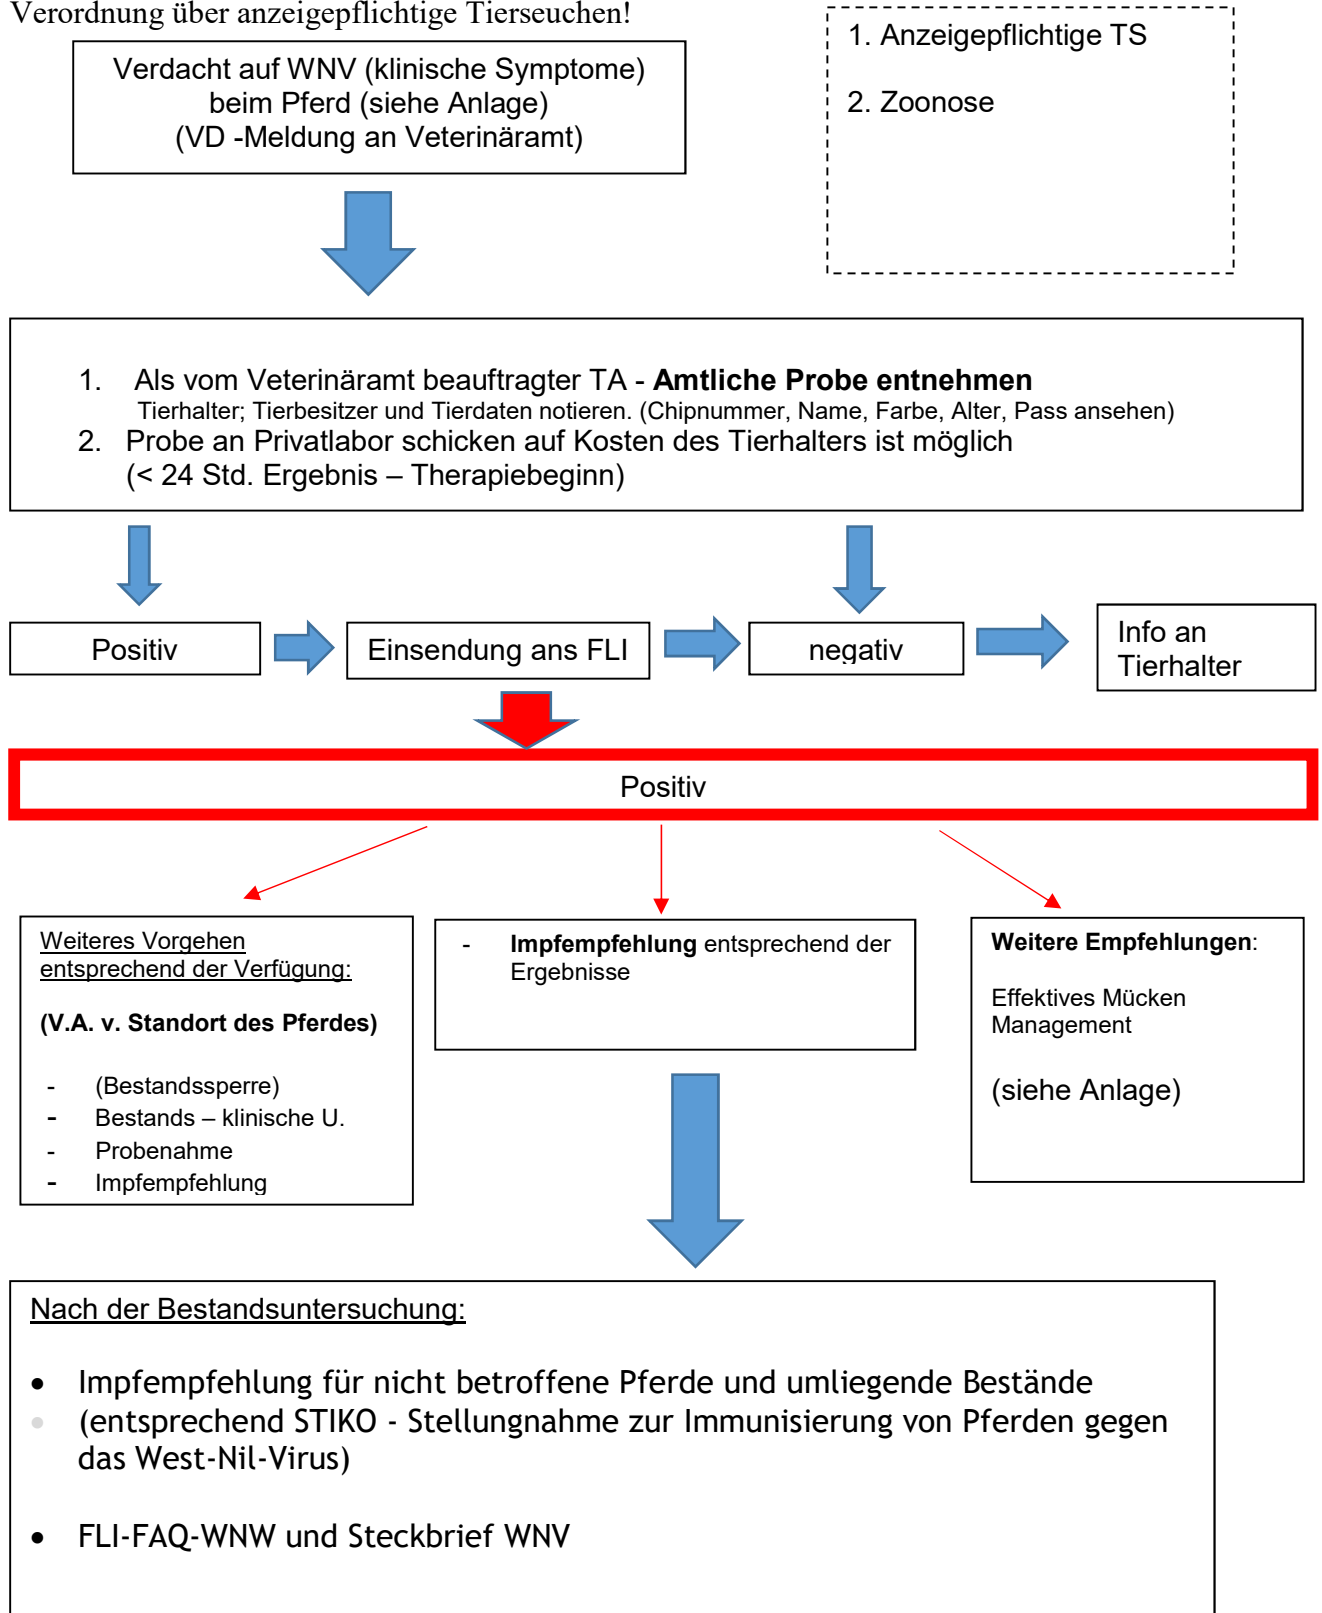 Verordnung über anzeigepflichtige Tierseuchen!
Verdacht auf WNV (klinische Symptome)
beim Pferd (siehe Anlage)
(VD -Meldung an Veterinäramt)
1. Anzeigepflichtige TS
2. Zoonose
1. Als vom Veterinäramt beauftragter TA - Amtliche Probe entnehmen
Tierhalter; Tierbesitzer und Tierdaten notieren. (Chipnummer, Name, Farbe, Alter, Pass ansehen)
2. Probe an Privatlabor schicken auf Kosten des Tierhalters ist möglich
(< 24 Std. Ergebnis – Therapiebeginn)
Positiv
Einsendung ans FLI
negativ
Info an
Tierhalter
Positiv
Weiteres Vorgehen
entsprechend der Verfügung:
(V.A. v. Standort des Pferdes)
- (Bestandssperre)
- Bestands – klinische U.
- Probenahme
- Impfempfehlung
- Impfempfehlung entsprechend der
Ergebnisse
Weitere Empfehlungen:
Effektives Mücken
Management
(siehe Anlage)
Nach der Bestandsuntersuchung:
• Impfempfehlung für nicht betroffene Pferde und umliegende Bestände
• (entsprechend STIKO - Stellungnahme zur Immunisierung von Pferden gegen
das West-Nil-Virus)
• FLI-FAQ-WNW und Steckbrief WNV